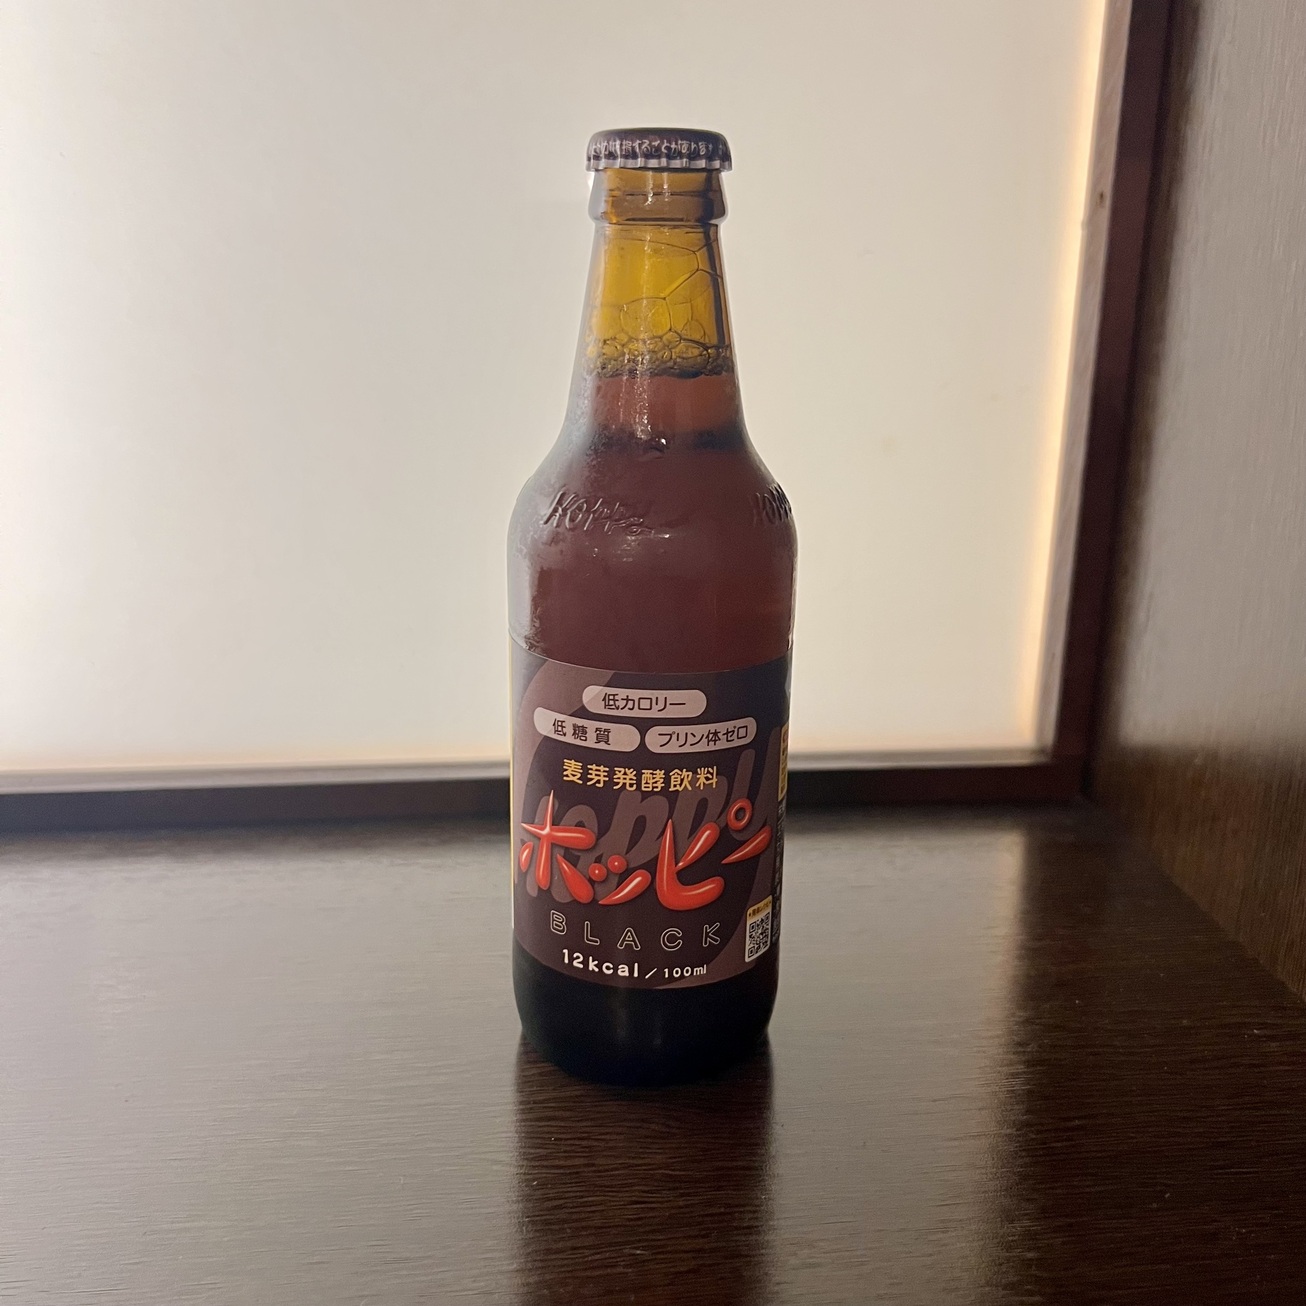 低カロリー
低糖質 プリン体ゼロ
麦芽発酵飲料
ホッピー
BLACK
12kcal/100ml